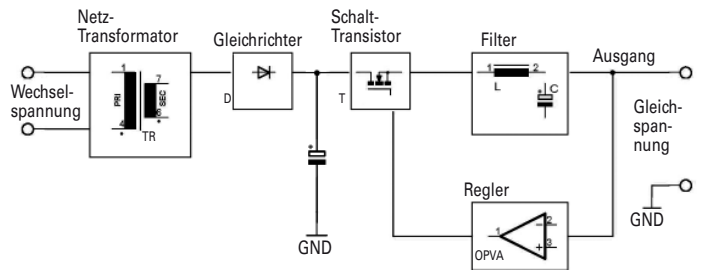 Netz-
Transformator
Gleichrichter
Schalt-
Transistor
Filter
Ausgang
Wechsel-
spannung
1
PRI
4
7
SEC
6
TR
D
T
1
2
L
C
+
+
Gleich-
span-
nung
GND
Regler
1
2
3
-
+
OPVA
GND